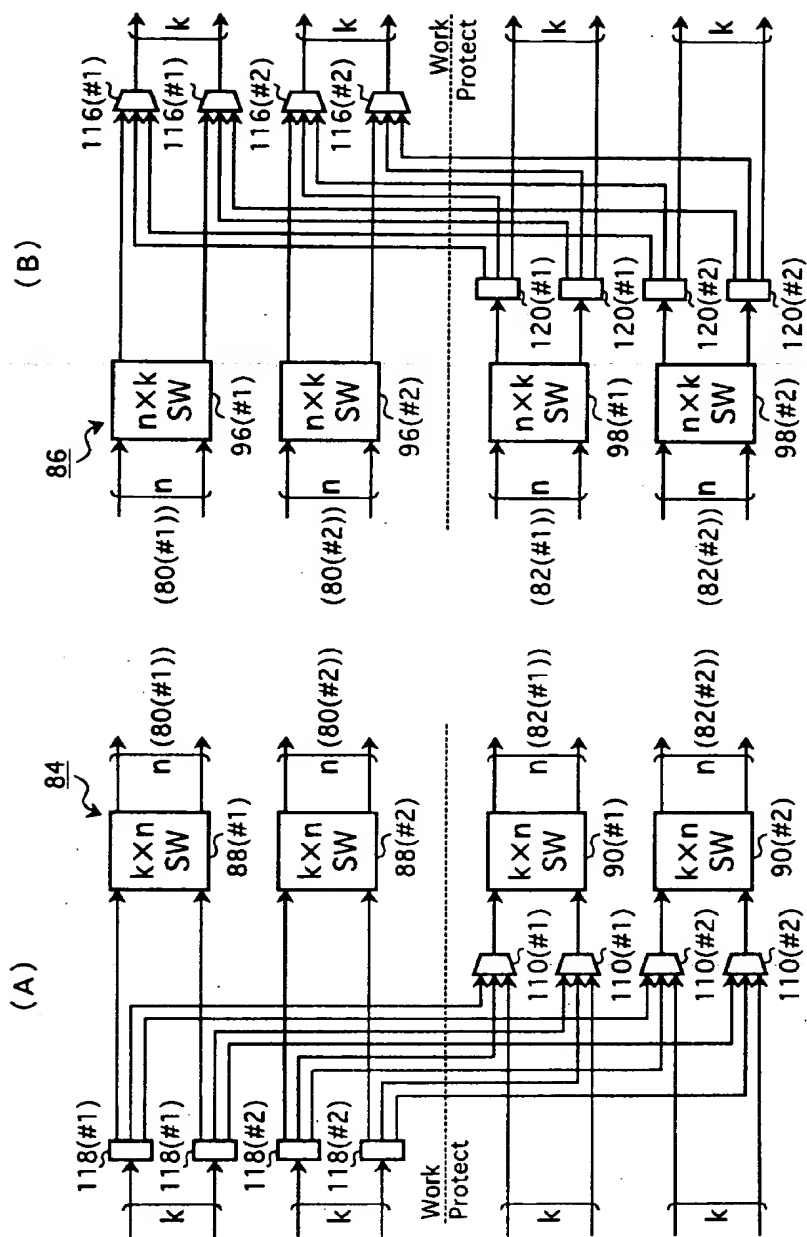 (A)
84
118(#1)
k
118(#1)
k×n
SW
88(#1)
n
(80(#1))
118(#2)
k
118(#2)
k×n
SW
88(#2)
n
(80(#2))
Work
Protect
k
110(#1)
110(#1)
k×n
SW
90(#1)
n
(82(#1))
k
110(#2)
110(#2)
k×n
SW
90(#2)
n
(82(#2))
(B)
86
(80(#1))
n
n×k
SW
96(#1)
116(#1)
116(#1)
k
(80(#2))
n
n×k
SW
96(#2)
116(#2)
116(#2)
k
Work
Protect
(82(#1))
n
n×k
SW
98(#1)
120(#1)
120(#1)
k
(82(#2))
n
n×k
SW
98(#2)
120(#2)
120(#2)
k